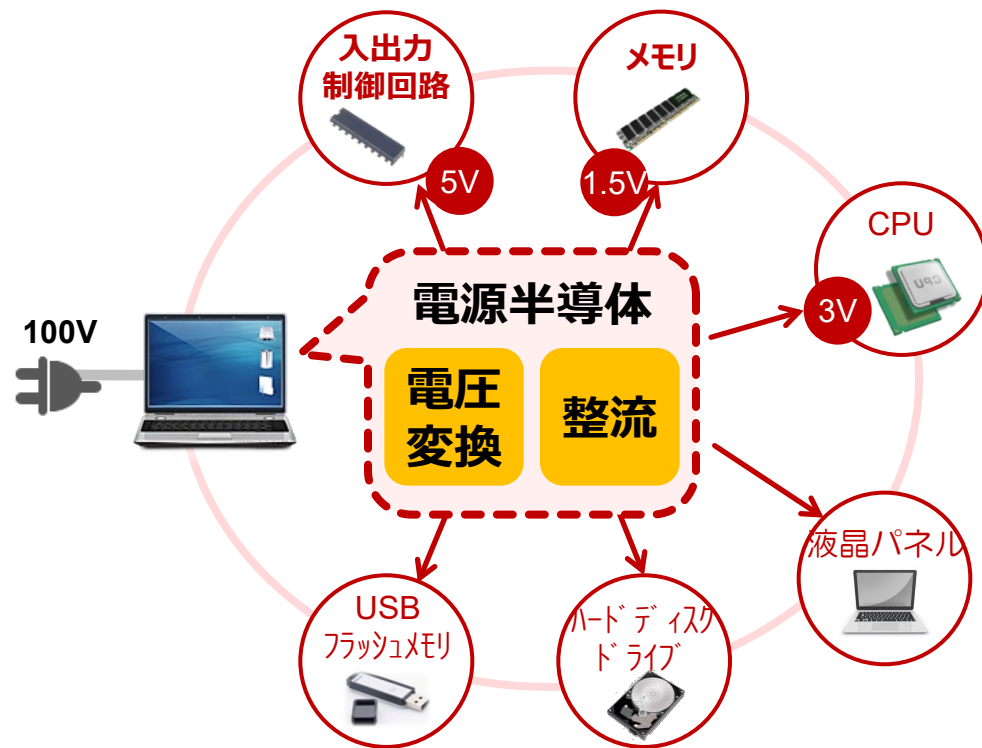 入出力
制御回路
5V
メモリ
1.5V
CPU
3V
100V
電源半導体
電圧
変換
整流
液晶パネル
USB
フラッシュメモリ
ハードディスク
ドライブ